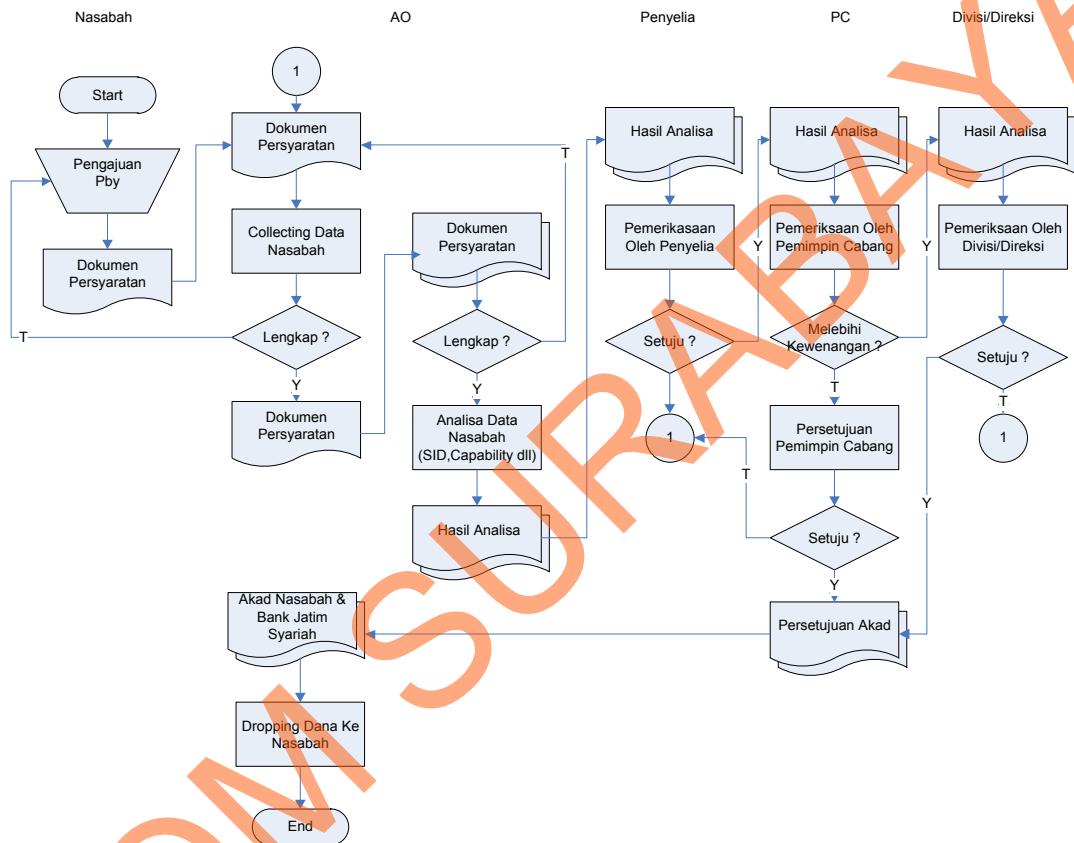 Nasabah
AO
Penyelia
PC
Divisi/Direksi
Start
Pengajuan
Pby
Dokumen
Persyaratan
T
1
Dokumen
Persyaratan
Collecting Data
Nasabah
Lengkap ?
Y
Dokumen
Persyaratan
Dokumen
Persyaratan
Lengkap ?
T
Y
Analisa Data
Nasabah
(SID,Capability dll)
Hasil Analisa
Hasil Analisa
Pemerikasaan
Oleh Penyelia
Setuju ?
Y
1
Hasil Analisa
Pemeriksaan Oleh
Pemimpin Cabang
Melebihi
Kewenangan ?
Y
T
Persetujuan
Pemimpin Cabang
T
Setuju ?
Y
Persetujuan Akad
Hasil Analisa
Pemeriksaan Oleh
Divisi/Direksi
Setuju ?
T
1
Y
Akad Nasabah &
Bank Jatim
Syariah
Dropping Dana Ke
Nasabah
End
OM SURABAYA